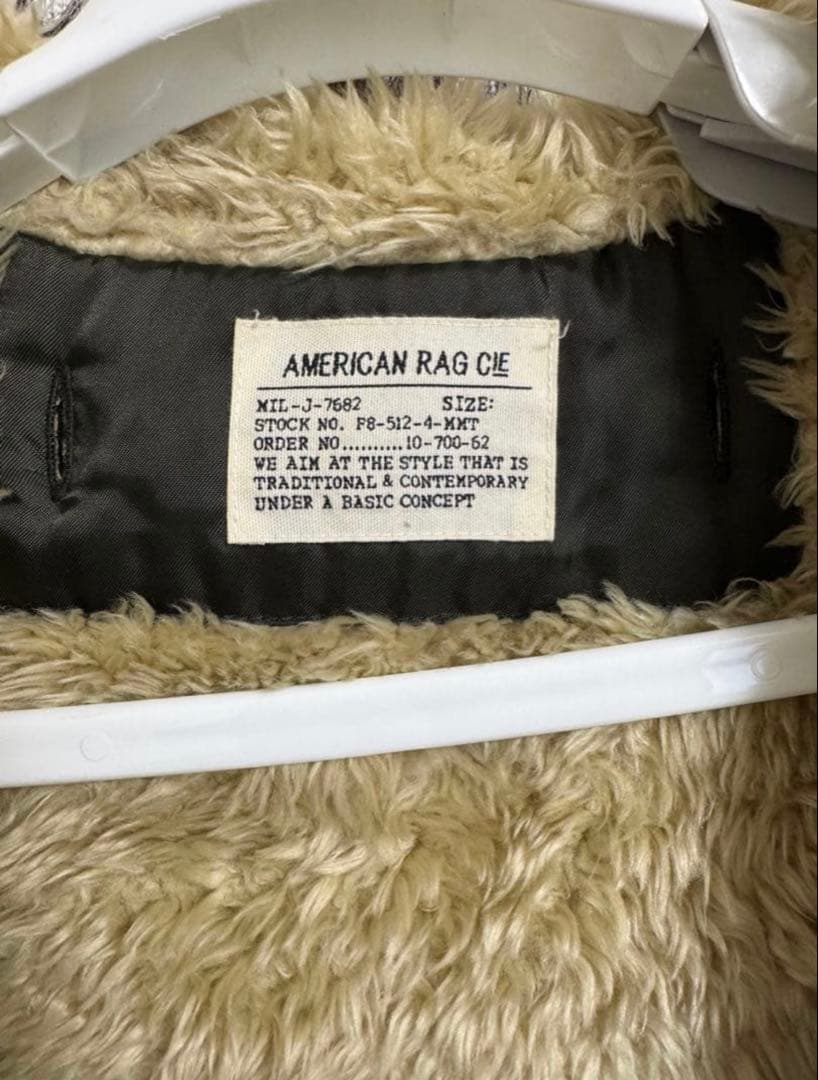 AMERICAN RAG CIE
MIL-J-7682 SIZE:
STOCK NO. F8-512-4-MMT
ORDER NO..........10-700-62
WE AIM AT THE STYLE THAT IS
TRADITIONAL & CONTEMPORARY
UNDER A BASIC CONCEPT